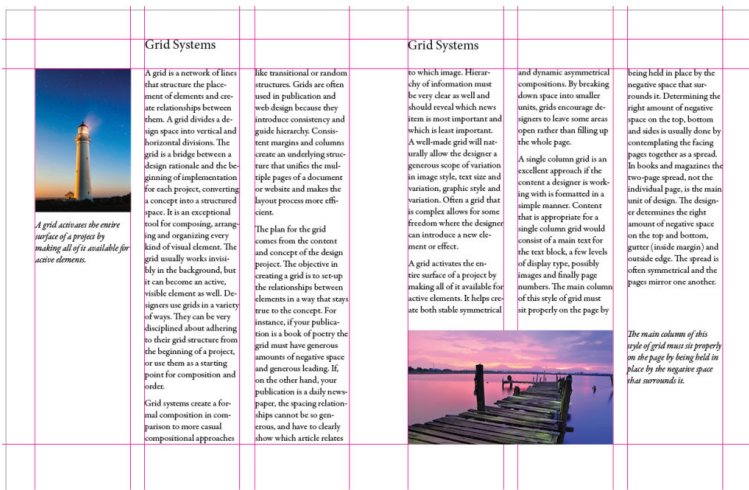 Grid Systems
A grid is a network of lines
that structure the place-
ment of elements and cre-
ate relationships between
them. A grid divides a de-
sign space into vertical and
horizontal divisions. The
grid is a bridge between a
design rationale and the be-
ginning of implementation
for each project, converting
a concept into a structured
space. It is an exceptional
tool for composing, arrang-
ing and organizing every
kind of visual element. The
grid usually works invisi-
bly in the background, but
it can become an active,
visible element as well. De-
signers use grids in a variety
of ways. They can be very
disciplined about adhering
to their grid structure from
the beginning of a project,
or use them as a starting
point for composition and
order.
Grid systems create a for-
mal composition in com-
parison to more casual
compositional approaches
like transitional or random
structures. Grids are often
used in publication and
web design because they
introduce consistency and
guide hierarchy. Consis-
tent margins and columns
create an underlying struc-
ture that unifies the mul-
tiple pages of a document
or website and makes the
layout process more effi-
cient.
The plan for the grid
comes from the content
and concept of the design
project. The objective in
creating a grid is to set-up
the relationships between
elements in a way that stays
true to the concept. For
instance, if your publica-
tion is a book of poetry the
grid must have generous
amounts of negative space
and generous leading. If,
on the other hand, your
publication is a daily news-
paper, the spacing relation-
ships cannot be so gen-
erous, and have to clearly
show which article relates
A grid activates the entire
surface of a project by
making all of it available for
active elements.
Grid Systems
to which image. Hierar-
chy of information must
be very clear as well and
should reveal which news
item is most important and
which is least important.
A well-made grid will nat-
urally allow the designer a
generous scope of variation
in image style, text size and
variation, graphic style and
variation. Often a grid that
is complex allows for some
freedom where the designer
can introduce a new ele-
ment or effect.
A grid activates the en-
tire surface of a project by
making all of it available for
active elements. It helps cre-
ate both stable symmetrical
and dynamic asymmetrical
compositions. By breaking
down space into smaller
units, grids encourage de-
signers to leave some areas
open rather than filling up
the whole page.
A single column grid is an
excellent approach if the
content a designer is work-
ing with is formatted in a
simple manner. Content
that is appropriate for a
single column grid would
consist of a main text for
the text block, a few levels
of display type, possibly
images and finally page
numbers. The main column
of this style of grid must
sit properly on the page by
being held in place by the
negative space that sur-
rounds it. Determining the
right amount of negative
space on the top, bottom
and sides is usually done by
contemplating the facing
pages together as a spread.
In books and magazines the
two-page spread, not the
individual page, is the main
unit of design. The design-
er determines the right
amount of negative space
on the top and bottom,
gutter (inside margin) and
outside edge. The spread is
often symmetrical and the
pages mirror one another.
The main column of this
style of grid must sit properly
on the page by being held in
place by the negative space
that surrounds it.